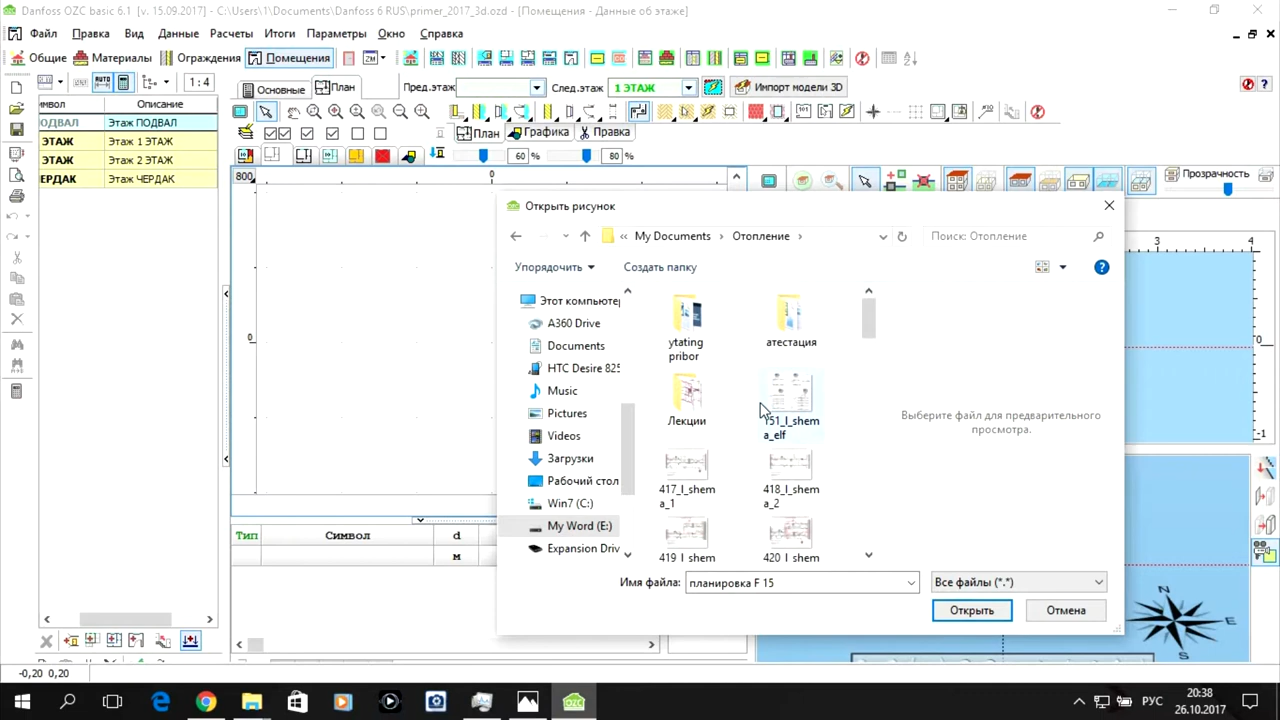 Danfoss OZC basic 6.1 [v. 15.09.2017] - C:\Users\1\Documents\Danfoss 6 RUS\primer_2017_3d.ozd - [Помещения - Данные об этаже]
Файл Правка Вид Данные Расчеты Итоги Параметры Окно Справка
Общие Материалы Ограждения Помещения ZM
AUTO 1 : 4 Основные План Пред.этаж След.этаж 1 ЭТАЖ Импорт модели 3D
имвол Описание
ОДВАЛ Этаж ПОДВАЛ
ЭТАЖ Этаж 1 ЭТАЖ
ЭТАЖ Этаж 2 ЭТАЖ
ЕРДАК Этаж ЧЕРДАК
План Графика Правка
60 % 80 %
800 0
0
Прозрачность
3 4
0
-1
Открыть рисунок
« My Documents › Отопление ›
Поиск: Отопление
Упорядочить Создать папку
Этот компьюте
A360 Drive
Documents
HTC Desire 825
Music
Pictures
Videos
Загрузки
Рабочий стол
Win7 (C:)
My Word (E:)
Expansion Driv
ytating
pribor
атестация
Лекции
151_l_shem
a_elf
417_l_shem
a_1
418_l_shem
a_2
419_l_shem
420_l_shem
Выберите файл для предварительного
просмотра.
Имя файла: планировка F 15
Все файлы (*.*)
Открыть Отмена
Тип Символ d
м
N
E
S
-0,20 0,20
РУС
20:38
26.10.2017